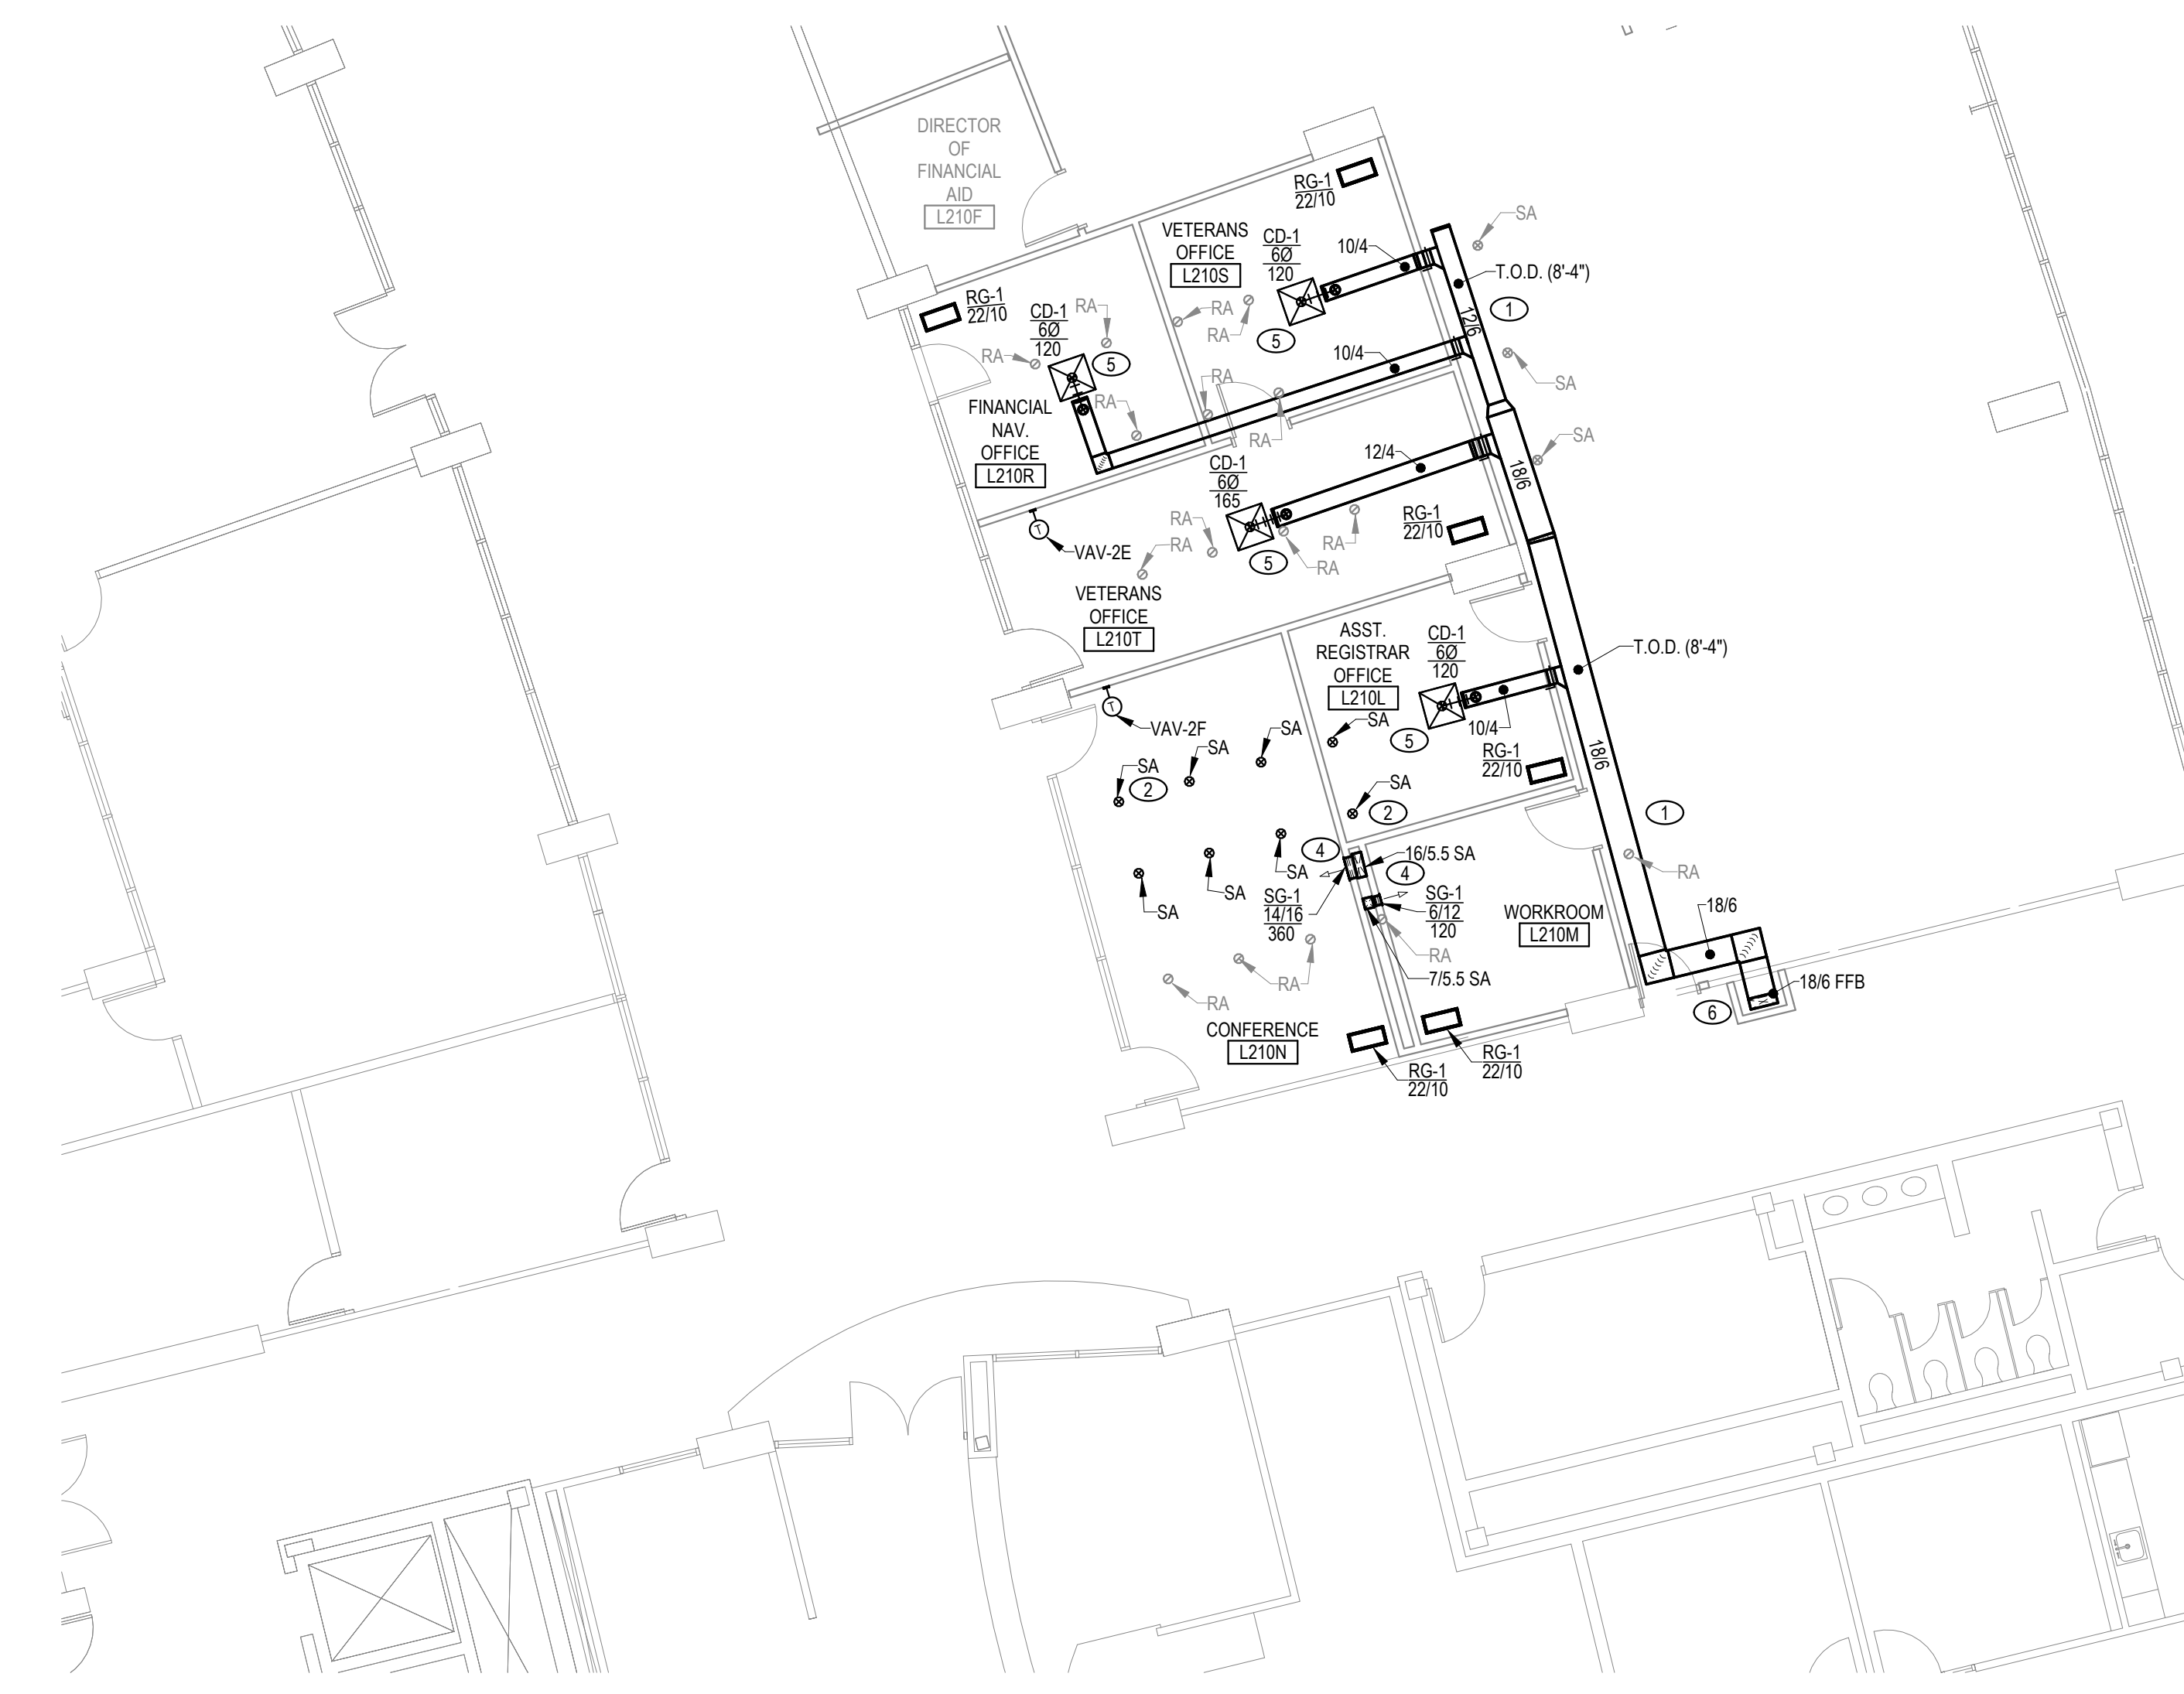 DIRECTOR
OF
FINANCIAL
AID
L210F
RG-1
22/10
VETERANS
OFFICE
L210S
CD-1
6Ø
120
10/4
SA
T.O.D. (8'-4")
1
12/6
RG-1
22/10
CD-1
6Ø
120
RA
RA
5
RA
RA
5
10/4
SA
RA
RA
RA
FINANCIAL
NAV.
OFFICE
L210R
12/4
SA
18/6
CD-1
6Ø
165
RG-1
22/10
RA
RA
RA
RA
5
T
VAV-2E
VETERANS
OFFICE
L210T
ASST.
REGISTRAR
OFFICE
L210L
CD-1
6Ø
120
T.O.D. (8'-4")
T
VAV-2F
SA
SA
SA
SA
2
10/4
5
RG-1
22/10
18/6
SA
2
1
4
16/5.5 SA
4
SA
SA
SA
SG-1
14/16
360
SG-1
6/12
120
RA
RA
RA
RA
7/5.5 SA
WORKROOM
L210M
18/6
18/6 FFB
6
CONFERENCE
L210N
RG-1
22/10
RG-1
22/10